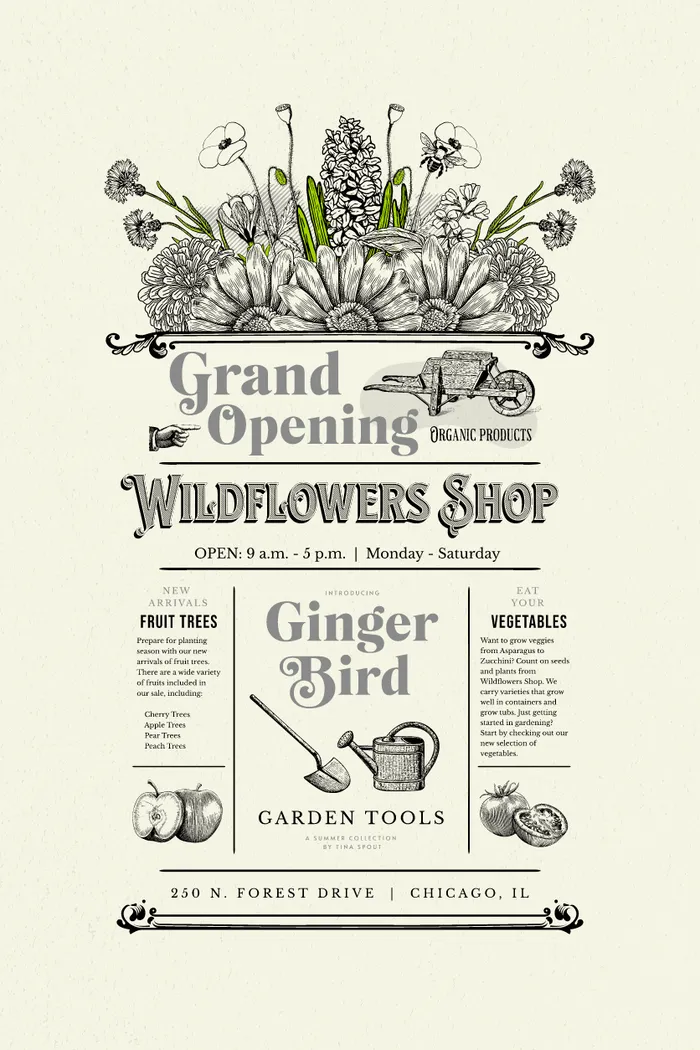 Grand
Opening
ORGANIC PRODUCTS
WILDFLOWERS SHOP
OPEN: 9 a.m. - 5 p.m. | Monday - Saturday
NEW
ARRIVALS
FRUIT TREES
Prepare for planting
season with our new
arrivals of fruit trees.
There are a wide variety
of fruits included in
our sale, including:
Cherry Trees
Apple Trees
Pear Trees
Peach Trees
INTRODUCING
Ginger
Bird
GARDEN TOOLS
A SUMMER COLLECTION
BY TINA SPOUT
EAT
YOUR
VEGETABLES
Want to grow veggies
from Asparagus to
Zucchini? Count on seeds
and plants from
Wildflowers Shop. We
carry varieties that grow
well in containers and
grow tubs. Just getting
started in gardening?
Start by checking out our
new selection of
vegetables.
250 N. FOREST DRIVE | CHICAGO, IL